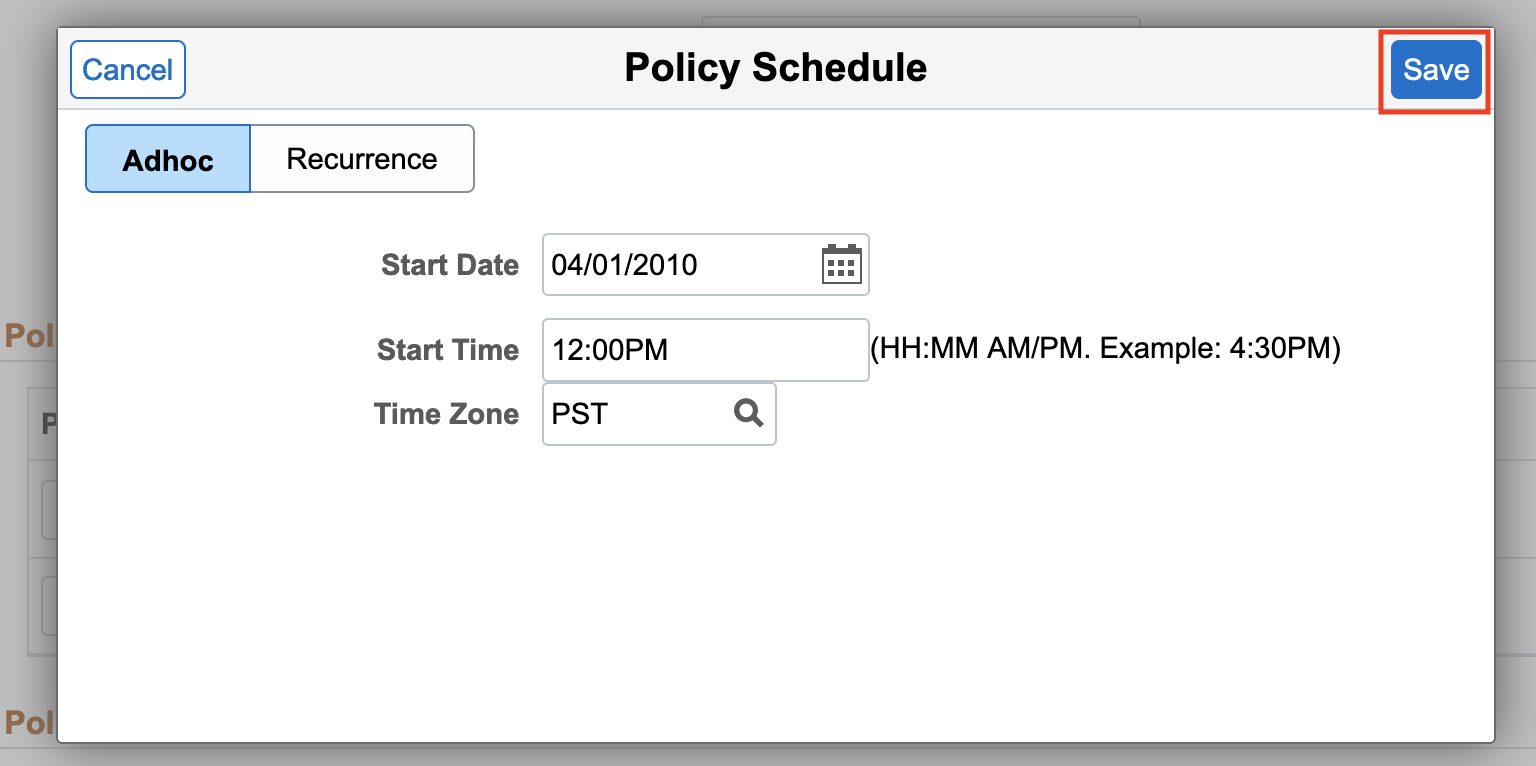 Cancel
Policy Schedule
Save
Adhoc
Recurrence
Start Date
04/01/2010
Start Time
12:00PM
(HH:MM AM/PM. Example: 4:30PM)
Time Zone
PST
Pol
P
Pol